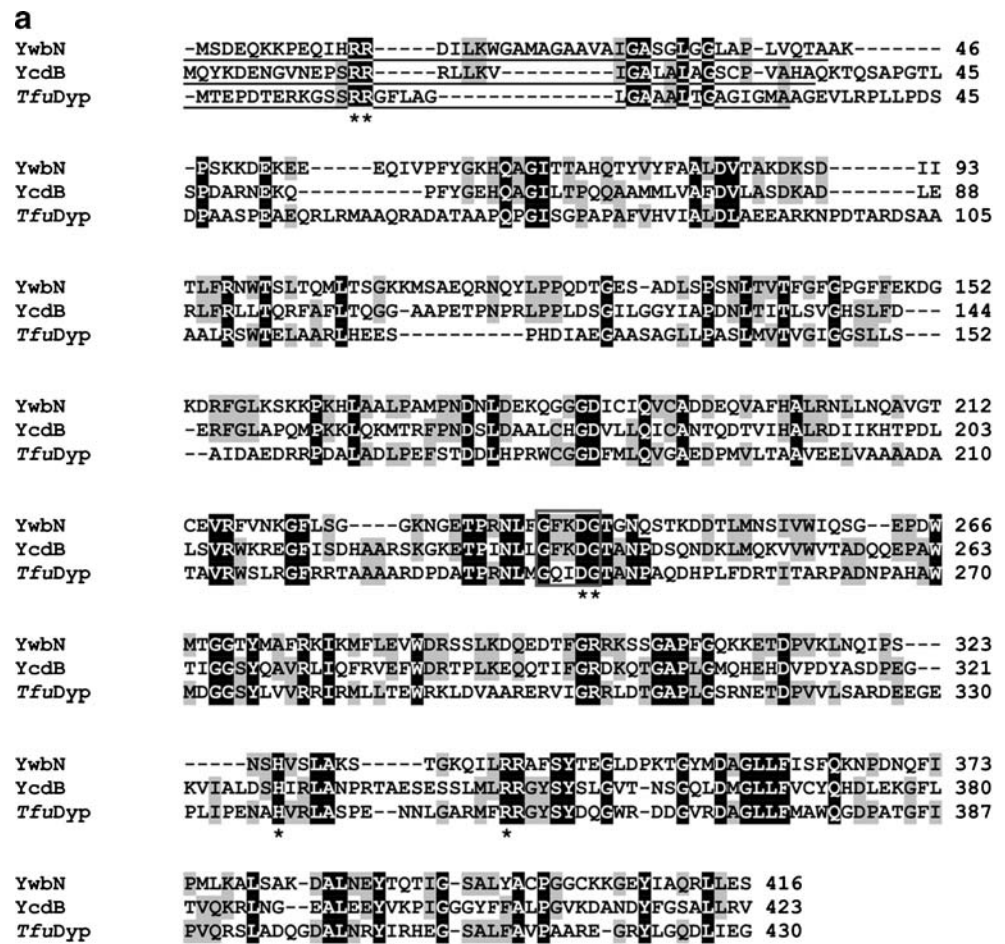 a
YwbN -MSDEQKKPEQIHRR-----DILKWGAMAGAAVAIGASGLGGLAP-LVQTAAK----- 46
YcdB MQYKDENGVNEPSRR-----RLLKV----------IGALALAGSCP-VAHAQKTQSAPGTL 45
TfuDyp --MTEPDTERKGSSRRGFLAG--------------LGAAALTGAGIGMAAGEVLRPLLPDS 45
**
YwbN -PSKKDEKEE-----EQIVPFYGKHQAGITTAHQTYVYFAALDVTAKDKSD-------II 93
YcdB SPDARNEKQ----------PFYGEHQAGILTPQQAAMMLVAFDVLASDKAD-------LE 88
TfuDyp DPAASPEAEQRLRMAAQRADATAAPQPGISGPAPAFVHVIALDLAEEARKNPDTARDSAA 105
YwbN TLFRNWTSLTQMLTSGKKMSAEQRNQYLPPQDTGES-ADLSPSNLTVTFGFGPGFFEKDG 152
YcdB RLFRLLTQRFAFLTQGG-AAPETPNPRLPPLDSGILGGYIAPDNLTITLSVGHSLFD--- 144
TfuDyp AALRSWTELAARLHEES----------PHDIAEGAASAGLLPASLMVTVGIGGSLLS--- 152
YwbN KDRFGLKSKKPKHLAALPAMPNDNLDEKQGGGDICIQVCADDEQVAFHALRNLLNQAVGT 212
YcdB -ERFGLAPQMPKKLQKMTRFPNDSLDAALCHGDVLLQICANTQDTVIHALRDIIKHTPDL 203
TfuDyp --AIDAEDRRPDALADLPEFSTDDLHPRWCGGDFMLQVGAEDPMVLTAAVEELVAAAADA 210
YwbN CEVRFVNKGFLSG----GKNGETPRNLFGFKDGTGNQSTKDDTLMNSIVWIQSG--EPDW 266
YcdB LSVRWKREGFISDHAARSKGKETPINLLGFKDGTANPDSQNDKLMQKVVWVTADQQEPAW 263
TfuDyp TAVRWSLRGFRRTAAAARDPDATPRNLMGQIDGTANPAQDHPLFDRTITARPADNPAHAW 270
**
YwbN MTGGTYMAFRKIKMFLEVWDRSSLKDQEDTFGRRKSSGAPFGQKKETDPVKLNQIPS--- 323
YcdB TIGGSYQAVRLIQFRVEFWDRTPLKEQQTIFGRDKQTGAPLGMQHEHDVPDYASDPEG-- 321
TfuDyp MDGGSYLVVRRIRMLLTEWRKLDVAARERVIGRRLDTGAPLGSRNETDPVVLSARDEEGE 330
YwbN -----NSHVSLAKS-----TGKQILRRAFSYTEGLDPKTGYMDAGLLFISFQKNPDNQFI 373
YcdB KVIALDSHIRLANPRTAESESSLMLRRGYSYSLGVT-NSGQLDMGLLFVCYQHDLEKGFL 380
TfuDyp PLIPENAHVRLASPE--NNLGARMFRRGYSYDQGWR-DDGVRDAGLLFMAWQGDPATGFI 387
* *
YwbN PMLKALSAK-DALNEYTQTIG-SALYACPGGCKKGEYIAQRLLES 416
YcdB TVQKRLNG-EALEEYVKPIGGGYFFALPGVKDANDYFGSALLRV 423
TfuDyp PVQRSLADQGDALNRYIRHEG-SALFAVPAARE-GRYLGQDLIEG 430